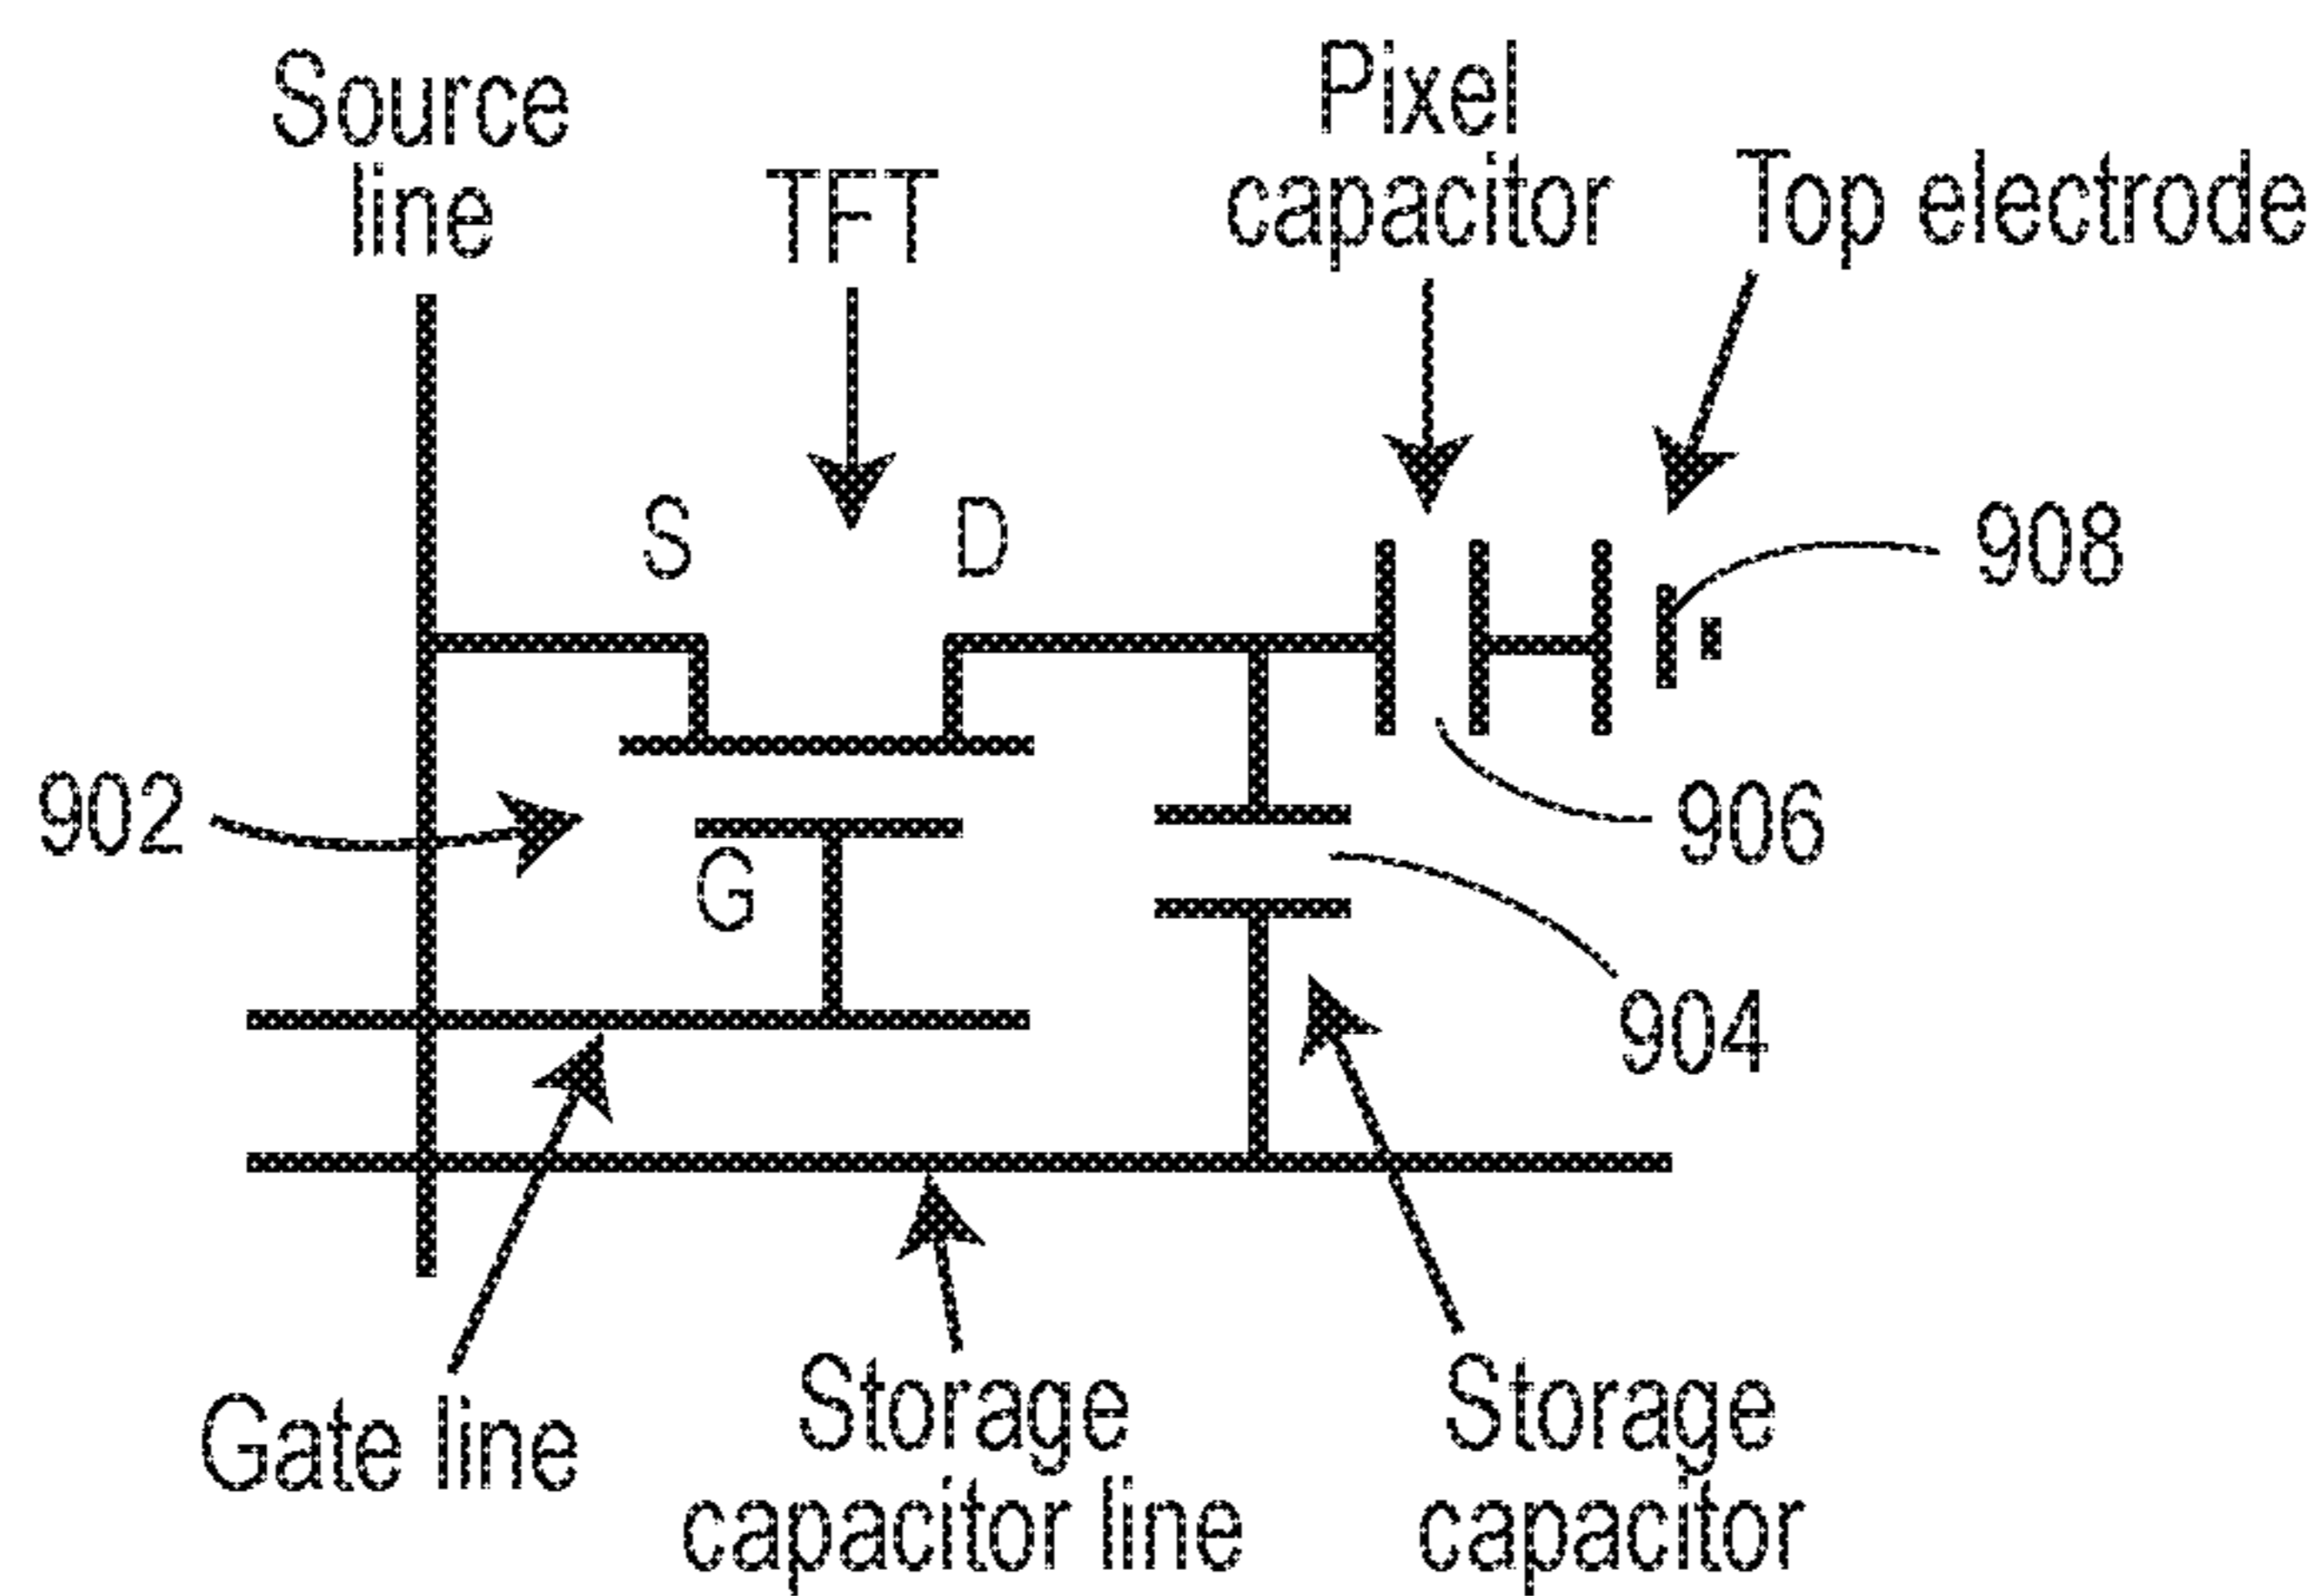 Source
line
TFT
Pixel
capacitor
Top electrode
S
D
908
902
906
G
904
Gate line
Storage
capacitor line
Storage
capacitor